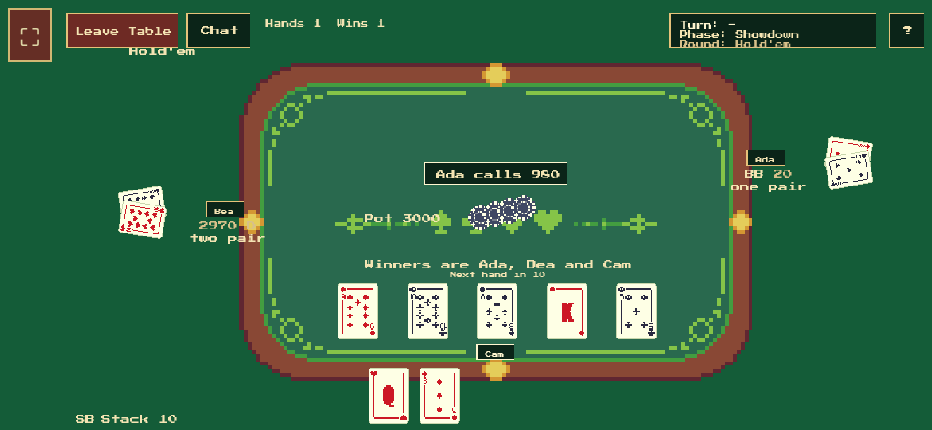 Leave Table
Chat
Hands 1 Wins 1
Turn: -
Phase: Showdown
Round: Hold'em
?
Hold'em
Ada
BB 20
one pair
Ada calls 980
2970
two pair
Pot 3000
Winners are Ada, Dea and Cam
Next hand in 10
K
Cam
Q
SB Stack 10